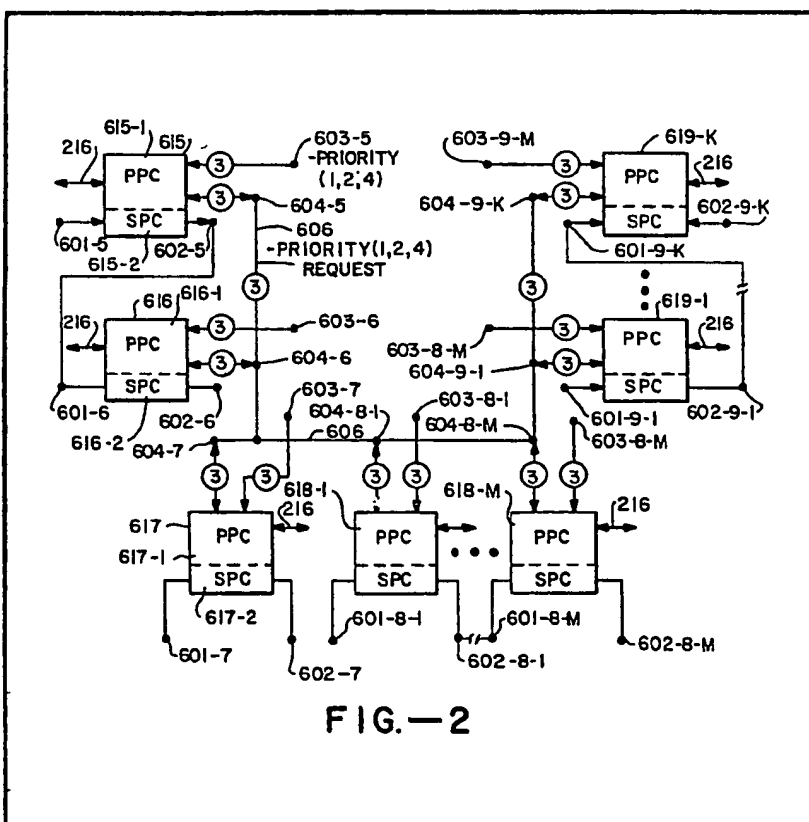 615-1
615
216
PPC
SPC
601-5
615-2
602-5
3
603-5
-PRIORITY
(1,2,4)
3
604-5
606
-PRIORITY(1,2,4)
REQUEST
3
616
616-1
216
PPC
SPC
601-6
616-2
602-6
3
603-6
3
604-6
603-7
604-7
606
604-8-1
603-8-1
604-8-M
3
3
3
3
3
3
617
617-1
PPC
216
SPC
617-2
601-7
602-7
618-1
PPC
SPC
601-8-1
602-8-1
618-M
PPC
216
SPC
601-8-M
602-8-M
603-9-M
3
619-K
PPC
216
SPC
604-9-K
3
602-9-K
601-9-K
3
619-1
603-8-M
3
PPC
216
SPC
604-9-1
3
601-9-1
602-9-1
603-8-M
FIG.—2